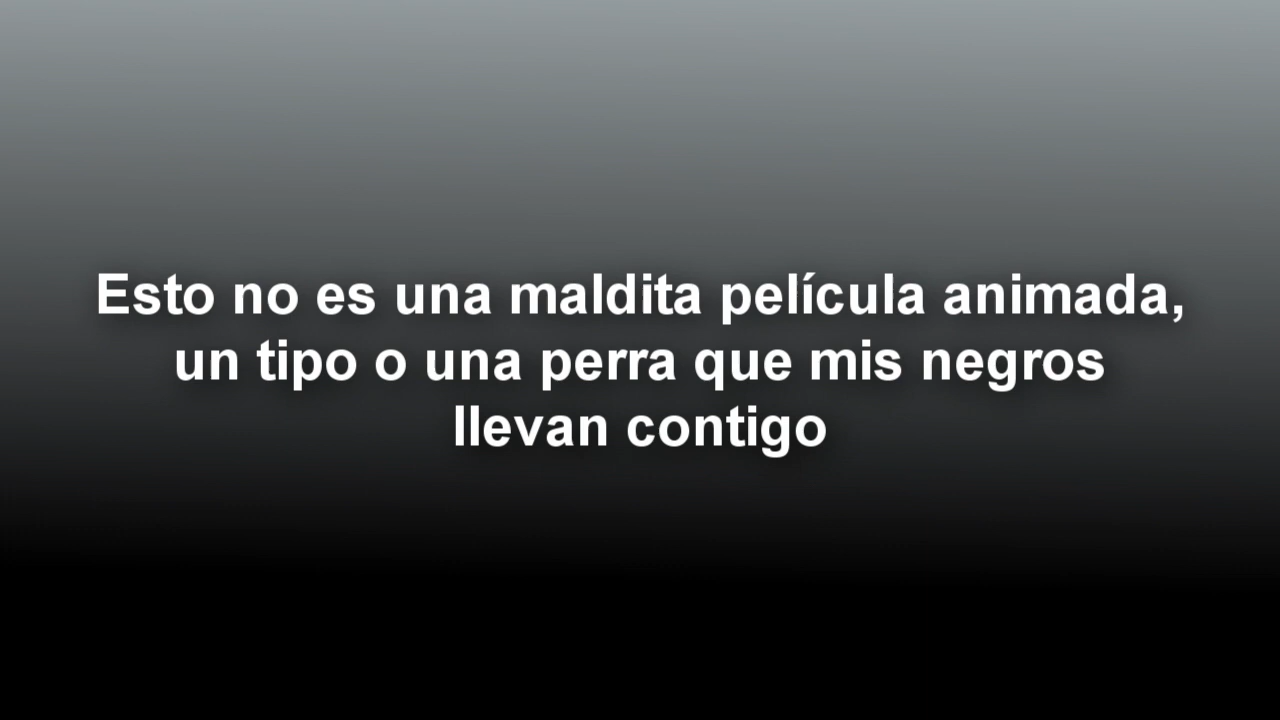 Esto no es una maldita película animada,
un tipo o una perra que mis negros
llevan contigo